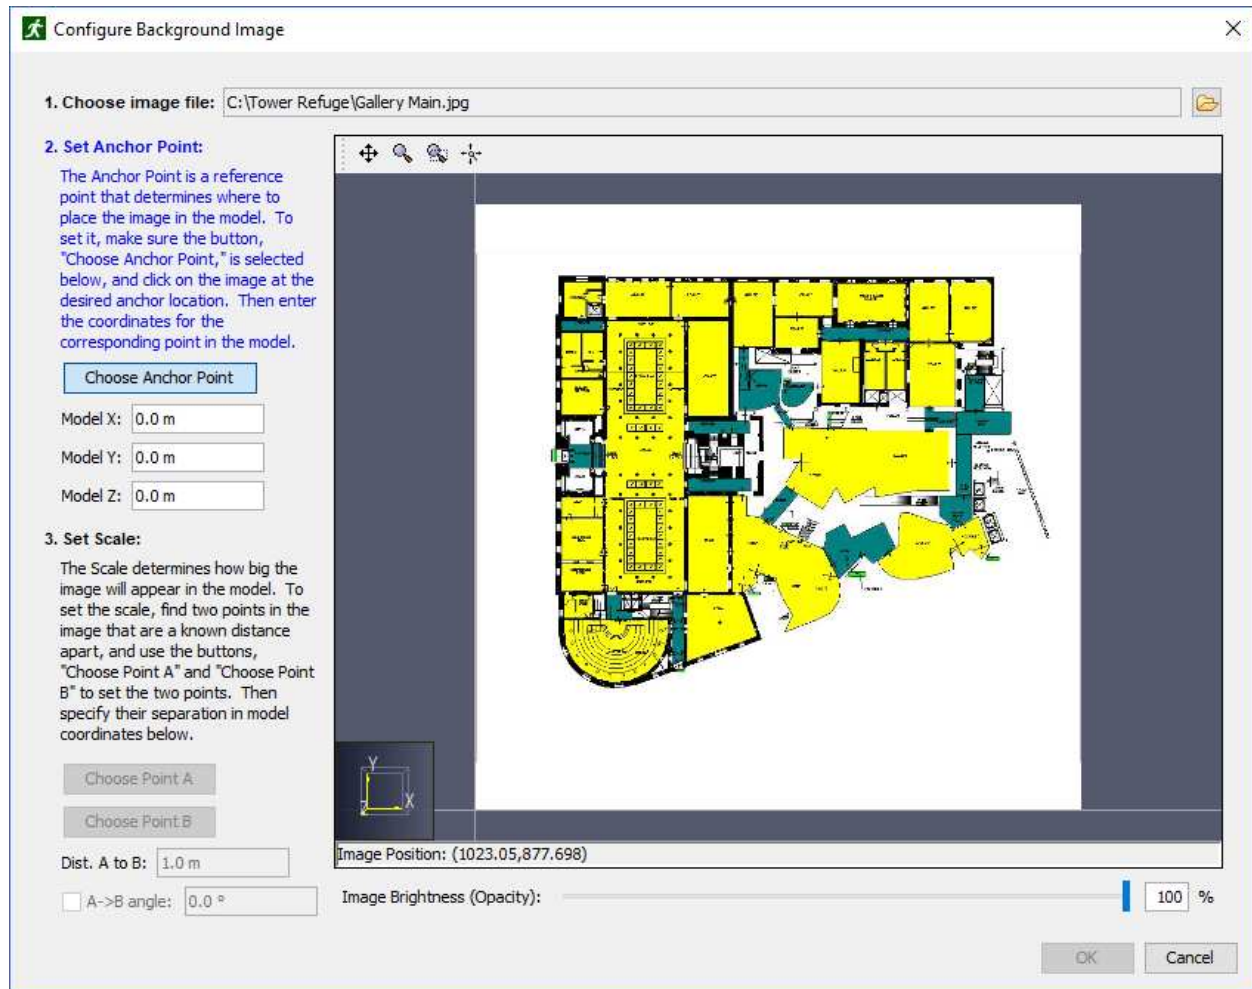 Configure Background Image
1. Choose image file: C:\Tower Refuge\Gallery Main.jpg
2. Set Anchor Point:
The Anchor Point is a reference
point that determines where to
place the image in the model. To
set it, make sure the button,
"Choose Anchor Point," is selected
below, and click on the image at the
desired anchor location. Then enter
the coordinates for the
corresponding point in the model.
Choose Anchor Point
Model X: 0.0 m
Model Y: 0.0 m
Model Z: 0.0 m
3. Set Scale:
The Scale determines how big the
image will appear in the model. To
set the scale, find two points in the
image that are a known distance
apart, and use the buttons,
"Choose Point A" and "Choose Point
B" to set the two points. Then
specify their separation in model
coordinates below.
Choose Point A
Choose Point B
Dist. A to B: 1.0 m
A->B angle: 0.0 °
Y
Z X
Image Position: (1023.05,877.698)
Image Brightness (Opacity): 100 %
OK Cancel